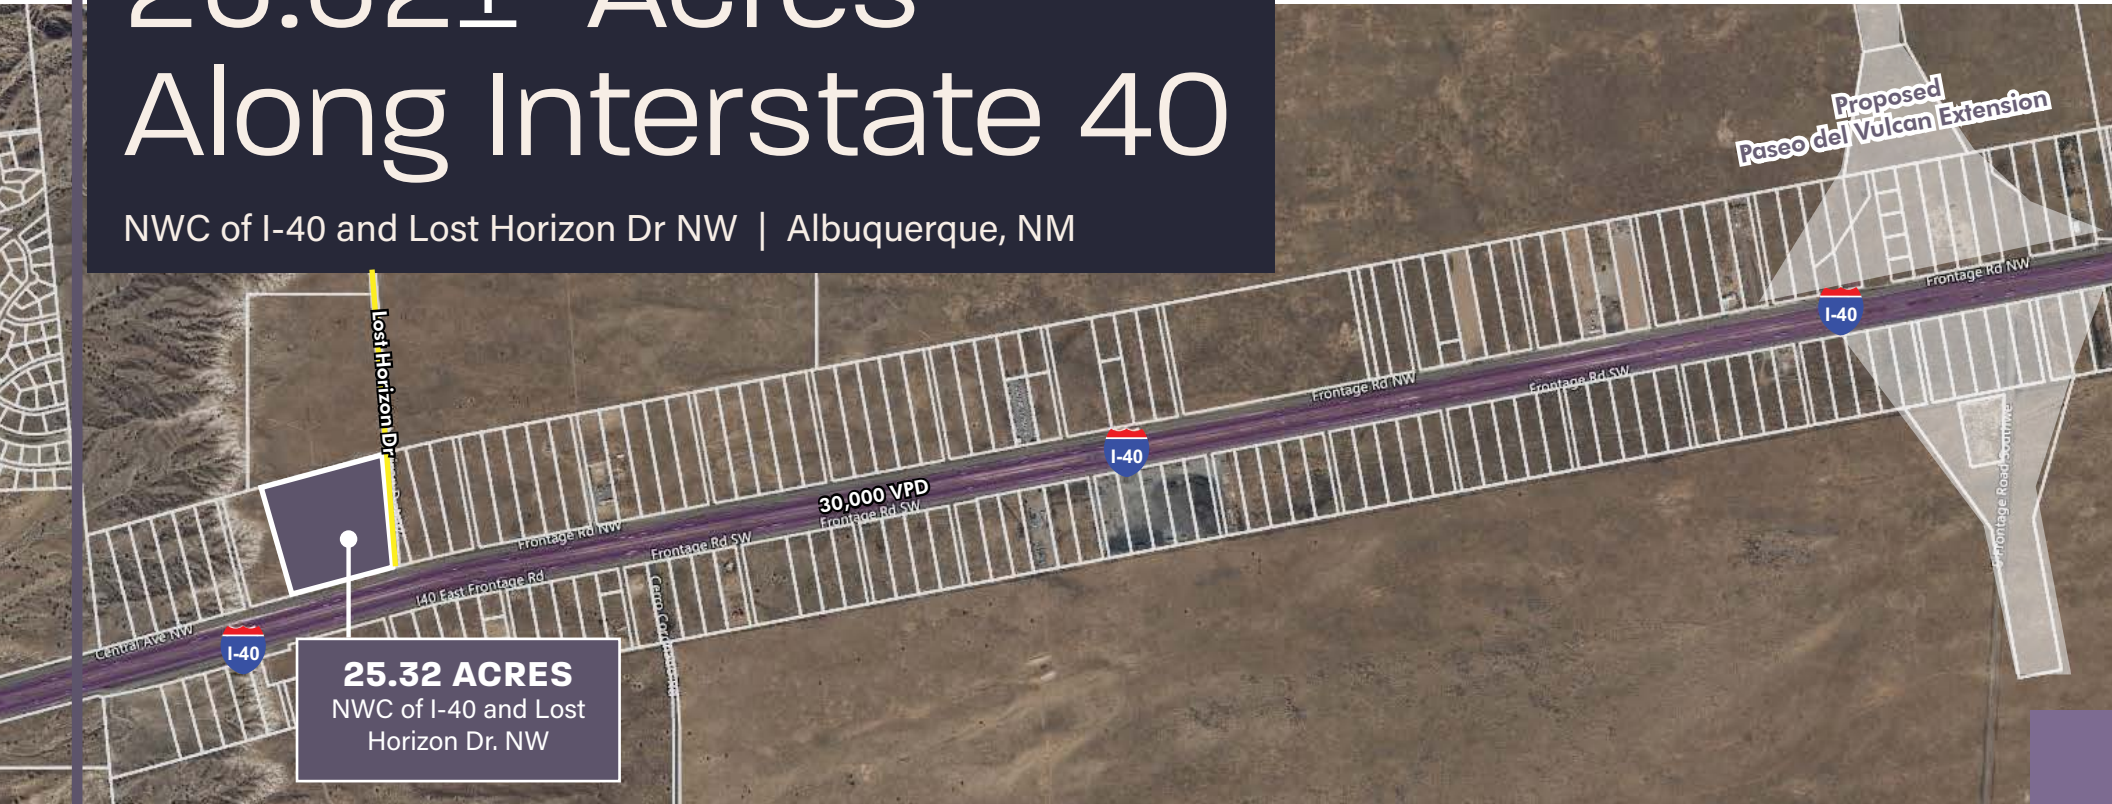 Acres
Along Interstate 40
NWC of I-40 and Lost Horizon Dr NW | Albuquerque, NM
Proposed
Paseo del Vulcan Extension
Frontage Rd NW
I-40
Lost Horizon Dr
Frontage Rd NW
Frontage Rd SW
I-40
30,000 VPD
Frontage Rd SW
Frontage Rd NW
Frontage Rd SW
I40 East Frontage Rd
Central Ave NW
I-40
25.32 ACRES
NWC of I-40 and Lost
Horizon Dr. NW